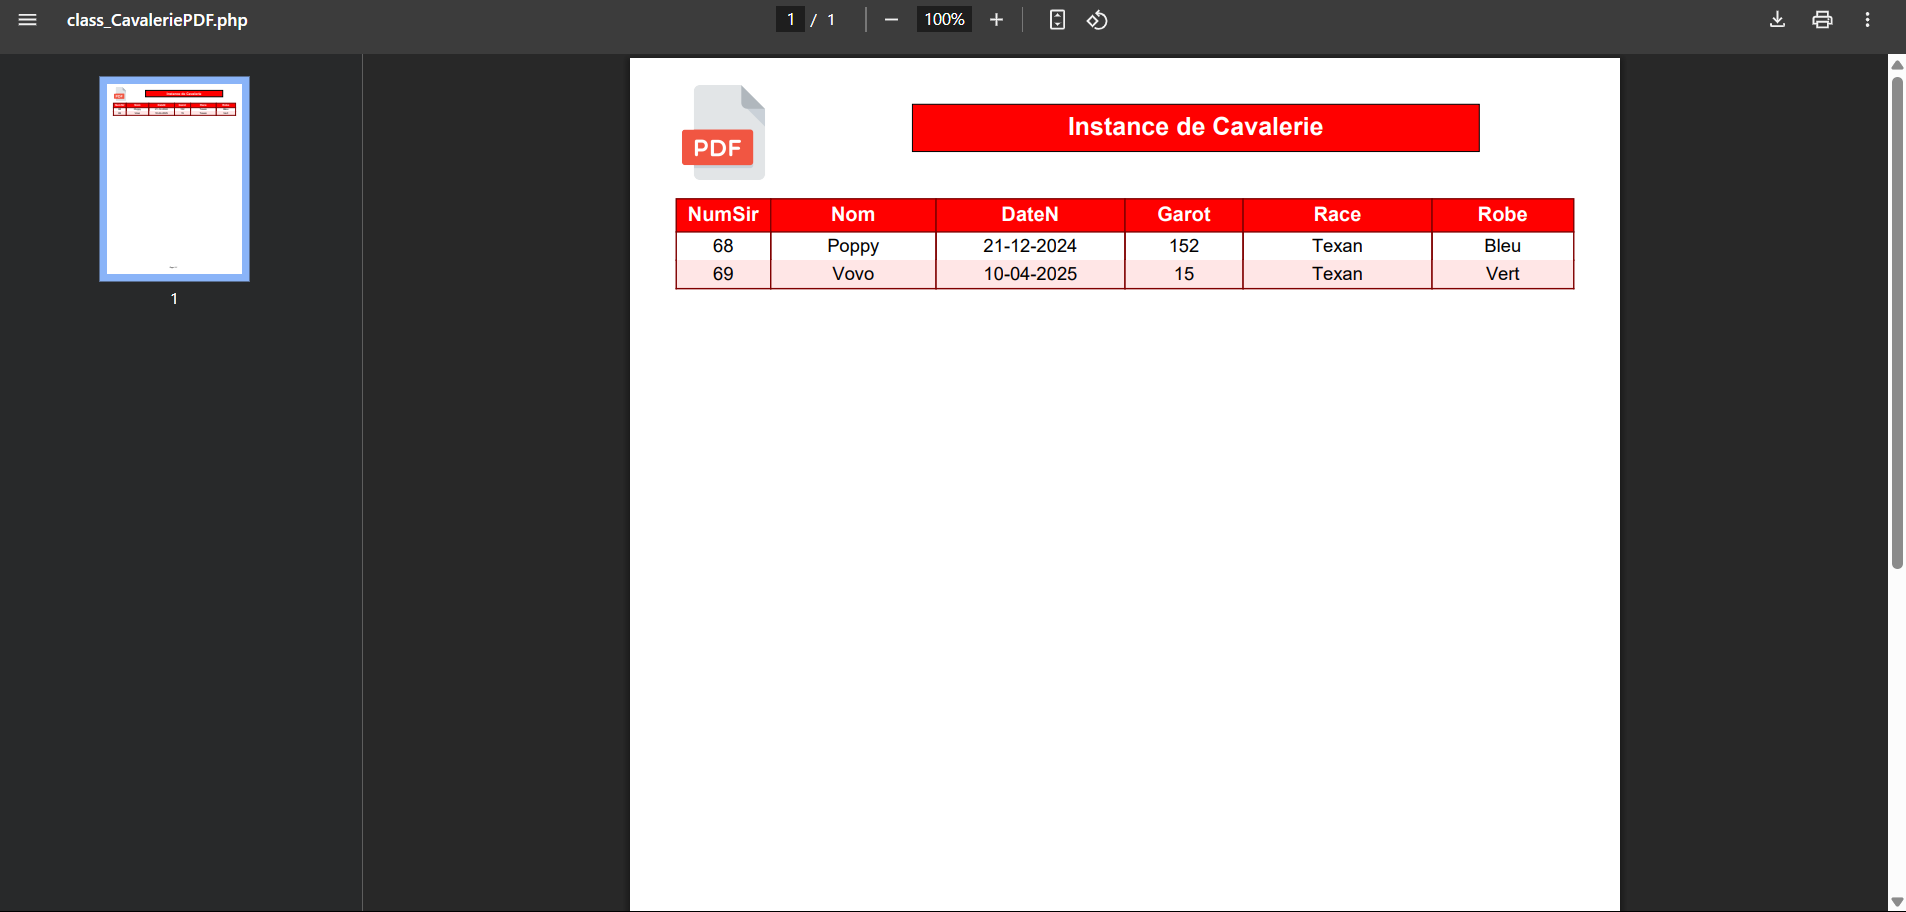 class_CavaleriePDF.php
1 / 1
100%
1
PDF
Instance de Cavalerie
NumSir Nom DateN Garot Race Robe
68 Poppy 21-12-2024 152 Texan Bleu
69 Vovo 10-04-2025 15 Texan Vert